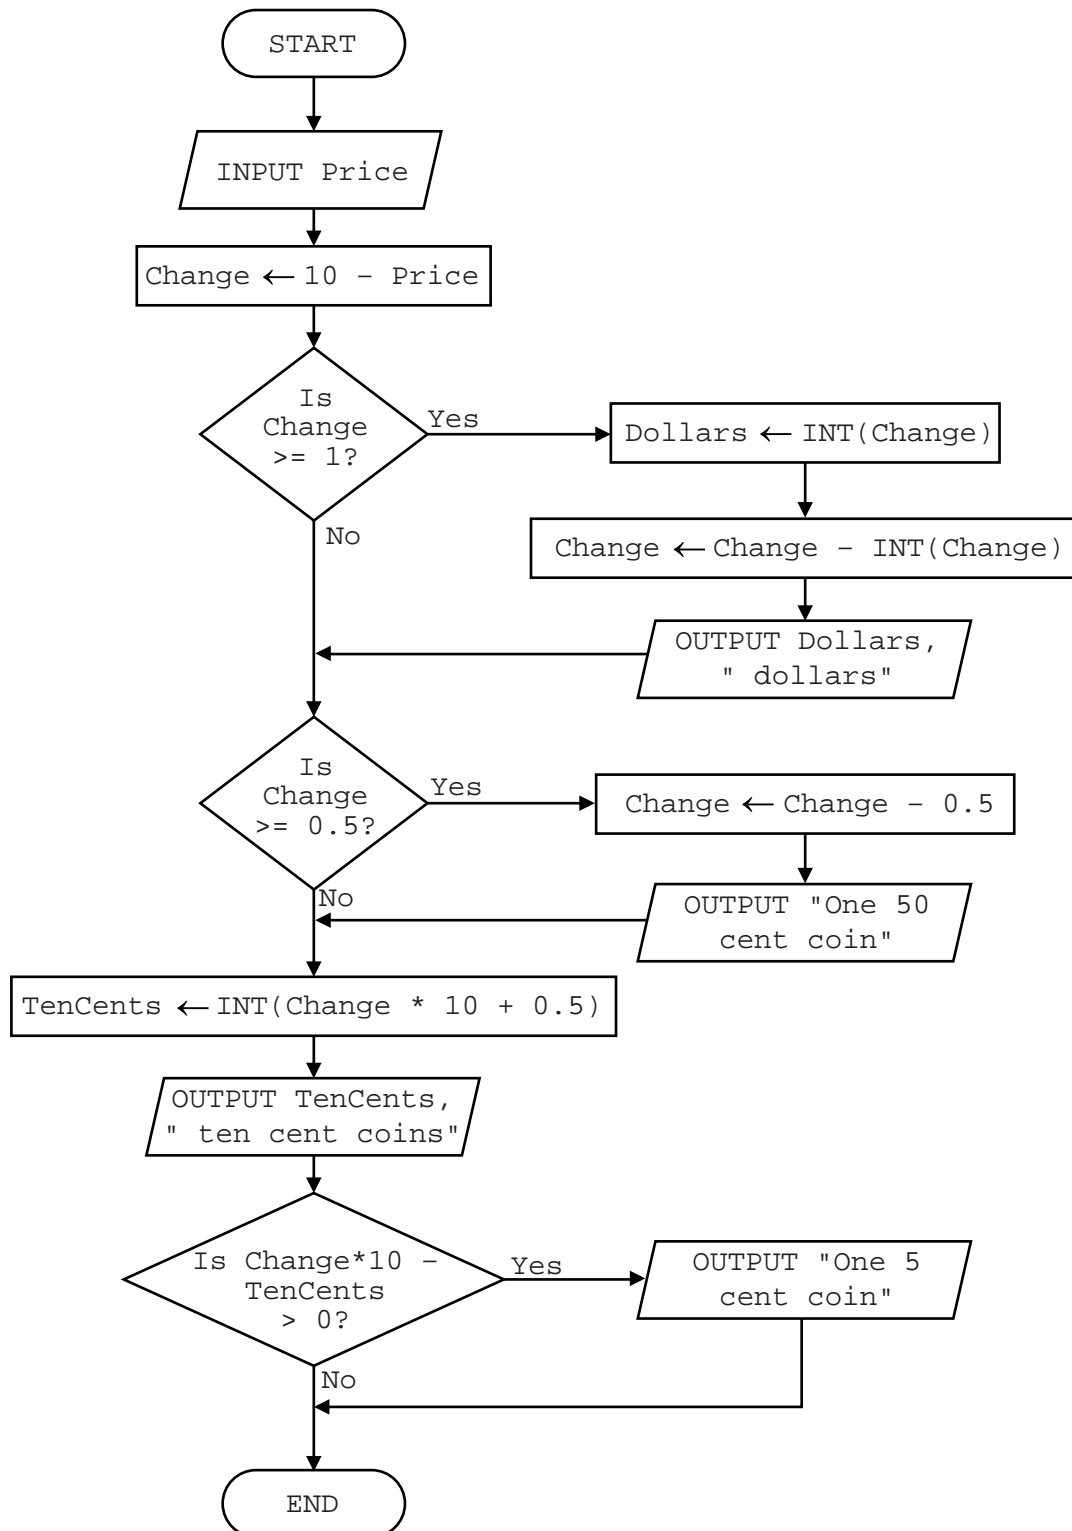 START
INPUT Price
Change ← 10 – Price
Is
Change
>= 1?
Yes
No
Dollars ← INT(Change)
Change ← Change – INT(Change)
OUTPUT Dollars,
" dollars"
Is
Change
>= 0.5?
Yes
No
Change ← Change – 0.5
OUTPUT "One 50
cent coin"
TenCents ← INT(Change * 10 + 0.5)
OUTPUT TenCents,
" ten cent coins"
Is Change*10 –
TenCents
> 0?
Yes
No
OUTPUT "One 5
cent coin"
END